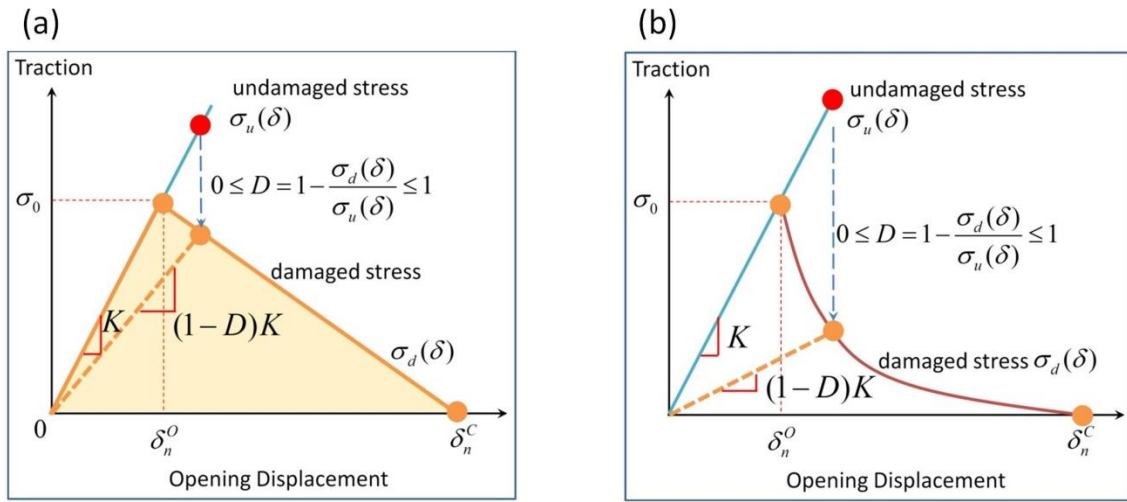 (a)
Traction
undamaged stress
σ_u(δ)
0 ≤ D = 1 − σ_d(δ)/σ_u(δ) ≤ 1
σ_0
damaged stress
K
(1−D)K
σ_d(δ)
0
δ_n^O
δ_n^C
Opening Displacement
(b)
Traction
undamaged stress
σ_u(δ)
σ_0
0 ≤ D = 1 − σ_d(δ)/σ_u(δ) ≤ 1
K
damaged stress σ_d(δ)
(1−D)K
δ_n^O
δ_n^C
Opening Displacement